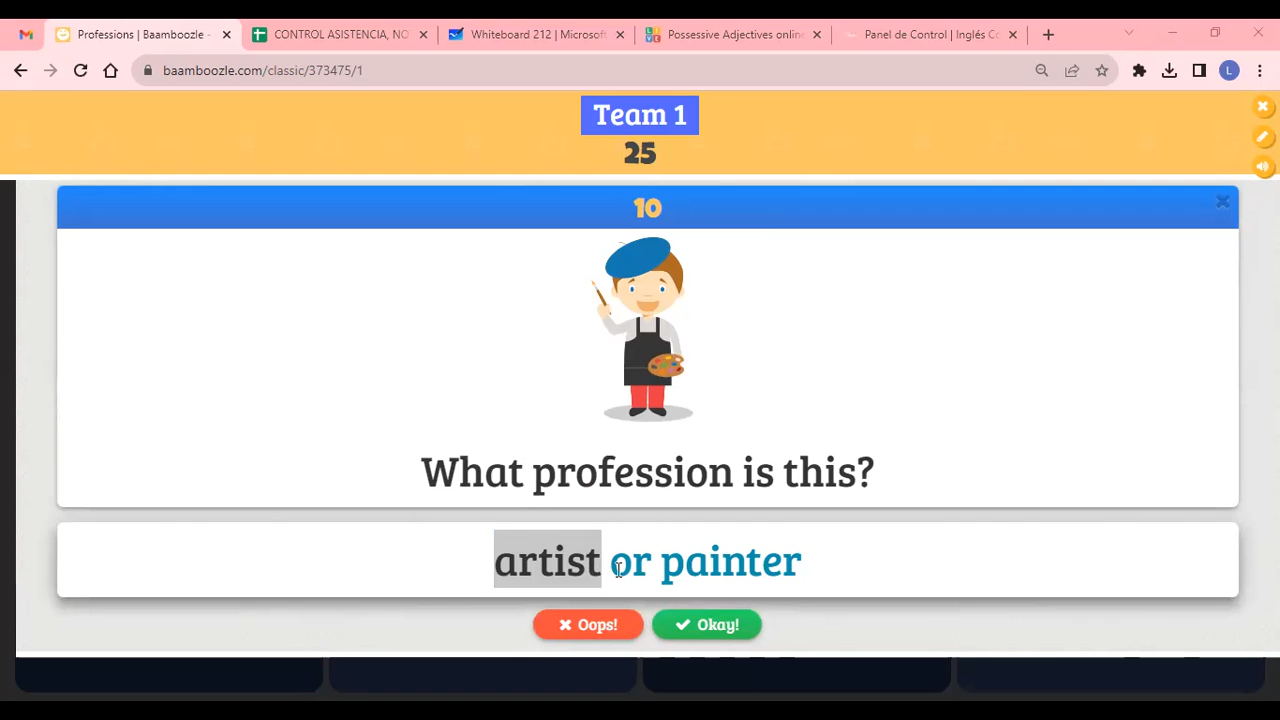 Professions | Baamboozle -
CONTROL ASISTENCIA, NO
Whiteboard 212 | Microsoft
Possessive Adjectives online
Panel de Control | Inglés Co
baamboozle.com/classic/373475/1
L
Team 1
25
10
What profession is this?
artist or painter
Oops!
Okay!